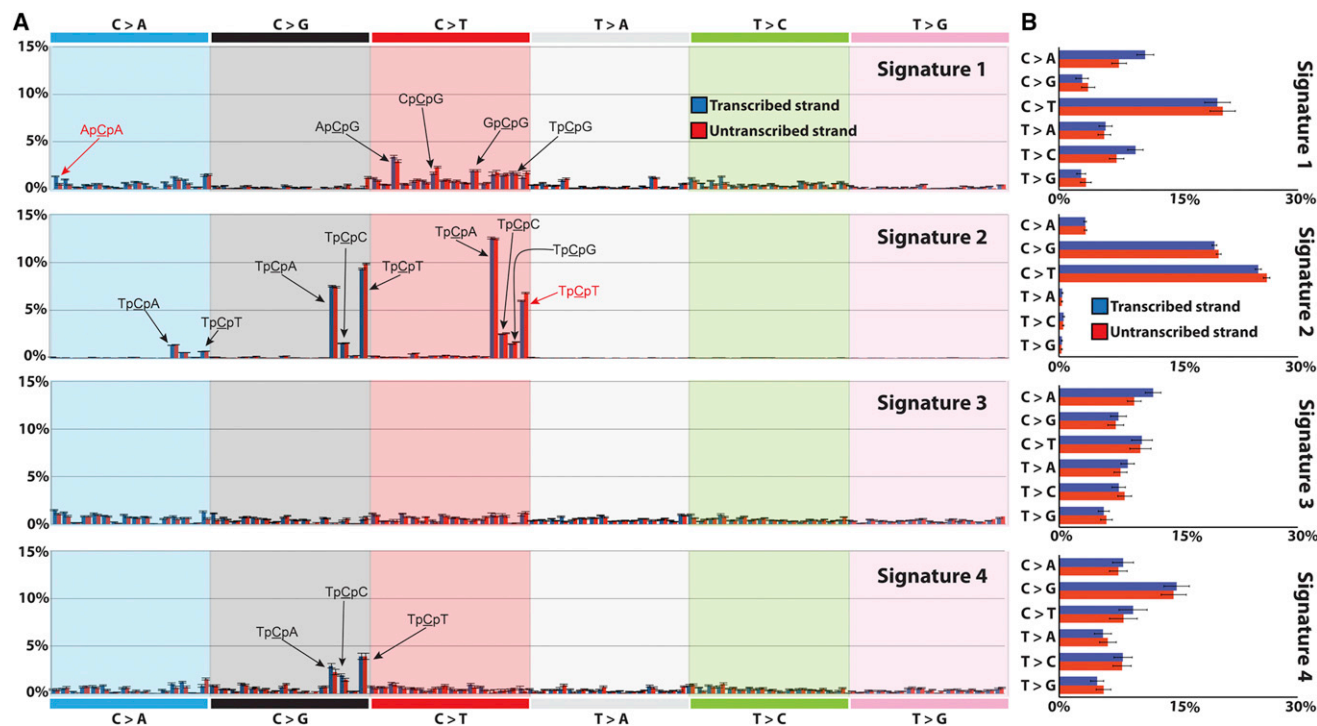 A
C > A C > G C > T T > A T > C T > G
B
15%
10%
5%
0%
Signature 1
Transcribed strand
Untranscribed strand
ApCpA
ApCpG
CpCpG
GpCpG
TpCpG
C > A
C > G
C > T
T > A
T > C
T > G
0% 15% 30%
Signature 1
15%
10%
5%
0%
Signature 2
TpCpA
TpCpT
TpCpA
TpCpC
TpCpT
TpCpA
TpCpC
TpCpG
TpCpT
C > A
C > G
C > T
T > A
T > C
T > G
Transcribed strand
Untranscribed strand
0% 15% 30%
Signature 2
15%
10%
5%
0%
Signature 3
C > A
C > G
C > T
T > A
T > C
T > G
0% 15% 30%
Signature 3
15%
10%
5%
0%
Signature 4
TpCpA
TpCpC
TpCpT
C > A
C > G
C > T
T > A
T > C
T > G
0% 15% 30%
Signature 4
C > A C > G C > T T > A T > C T > G